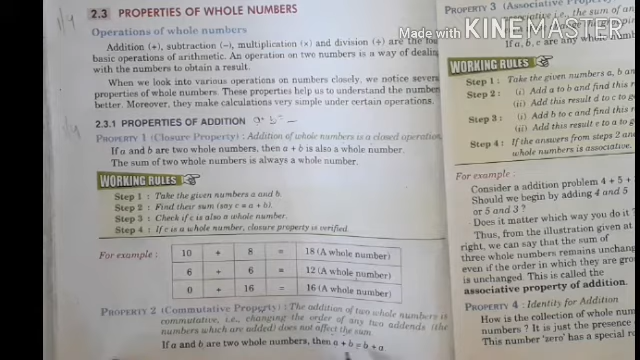 2.3 PROPERTIES OF WHOLE NUMBERS
Operations of whole numbers
Addition (+), subtraction (−), multiplication (×) and division (÷) are the four
basic operations of arithmetic. An operation on two numbers is a way of dealing
with the numbers to obtain a result.
When we look into various operations on numbers closely, we notice several
properties of whole numbers. These properties help us to understand the numbers
better. Moreover, they make calculations very simple under certain operations.
2.3.1 PROPERTIES OF ADDITION
PROPERTY 1 (Closure Property) : Addition of whole numbers is a closed operation.
If a and b are two whole numbers, then a + b is also a whole number.
The sum of two whole numbers is always a whole number.
WORKING RULES
Step 1 : Take the given numbers a and b.
Step 2 : Find their sum (say c = a + b).
Step 3 : Check if c is also a whole number.
Step 4 : If c is a whole number, closure property is verified.
For example :
10 + 8 = 18 (A whole number)
6 + 6 = 12 (A whole number)
0 + 16 = 16 (A whole number)
PROPERTY 2 (Commutative Property) : The addition of two whole numbers is
commutative, i.e., changing the order of any two addends (the
numbers which are added) does not affect the sum.
If a and b are two whole numbers, then a + b = b + a
PROPERTY 3 (Associative
associative i.e., the sum of an
If a, b, c are any whole
Made with KINEMASTER
WORKING RULES
Step 1 : Take the given numbers a, b an
Step 2 : (i) Add a to b and find this
(ii) Add this result d to c to
Step 3 : (i) Add b to c and find this r
(ii) Add this result e to a to g
Step 4 : If the answers from steps 2 an
whole numbers is associative.
For example :
Consider a addition problem 4 + 5 +
Should we begin by adding 4 and 5
or 5 and 3 ?
Does it matter which way you do it
Thus, from the illustration given at
right, we can say that the sum of
three whole numbers remains unchang
even if the order in which they are gro
is unchanged. This is called the
associative property of addition.
PROPERTY 4 : Identity for Addition
How is the collection of whole num
numbers ? It is just the presence
This number 'zero' has a special r